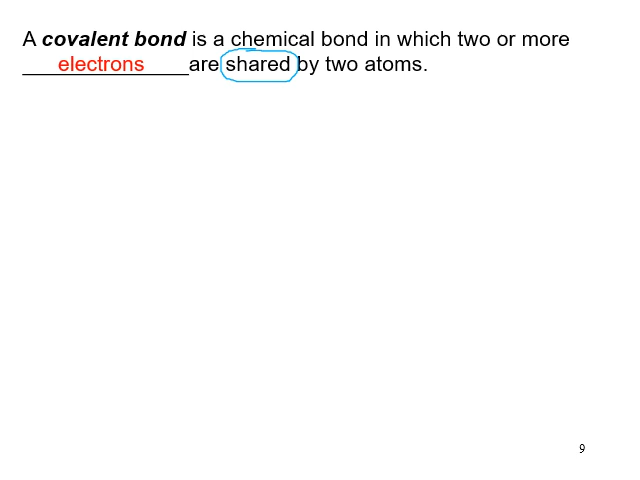 A covalent bond is a chemical bond in which two or more
electrons are shared by two atoms.
9